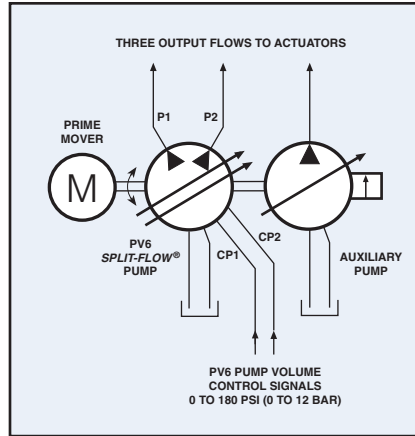 THREE OUTPUT FLOWS TO ACTUATORS
P1
P2
PRIME
MOVER
M
PV6
SPLIT-FLOW®
PUMP
CP1
CP2
AUXILIARY
PUMP
PV6 PUMP VOLUME
CONTROL SIGNALS
0 TO 180 PSI (0 TO 12 BAR)